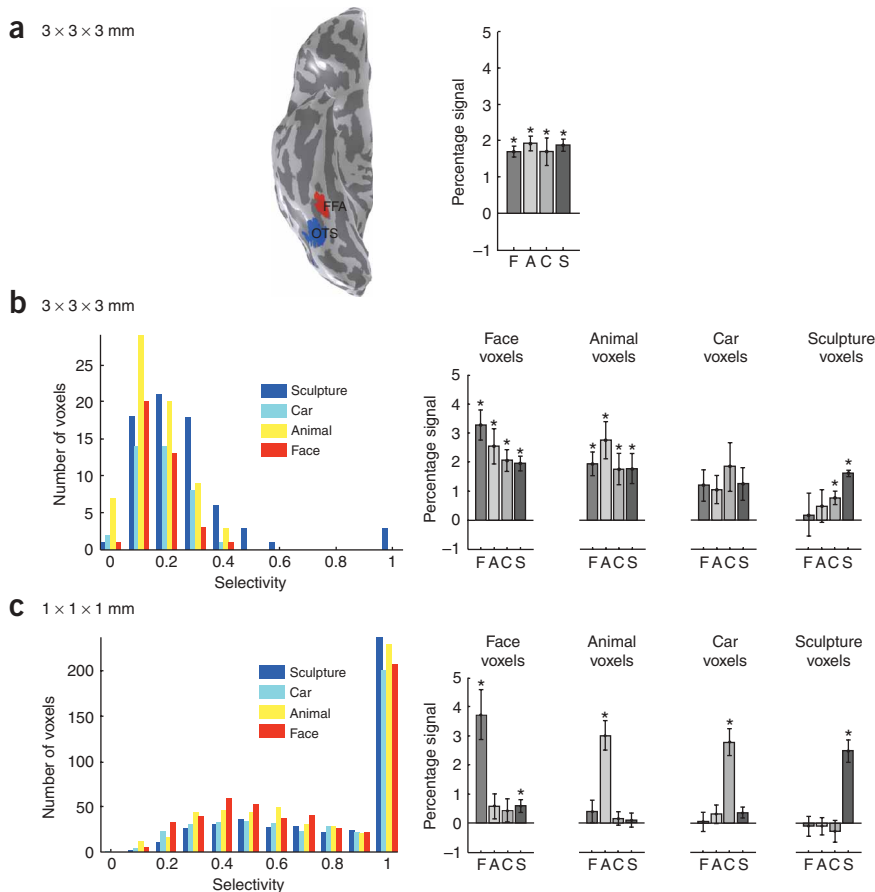 a 3 × 3 × 3 mm
FFA
OTS
Percentage signal
5
4
3
2
1
0
–1
* * * *
F A C S
b 3 × 3 × 3 mm
Number of voxels
25
20
15
10
5
0
Sculpture
Car
Animal
Face
0 0.2 0.4 0.6 0.8 1
Selectivity
Face voxels
Animal voxels
Car voxels
Sculpture voxels
Percentage signal
5
4
3
2
1
0
–1
* * * *
* * * *
* *
FACS FACS FACS FACS
c 1 × 1 × 1 mm
Number of voxels
200
150
100
50
0
Sculpture
Car
Animal
Face
0 0.2 0.4 0.6 0.8 1
Selectivity
Face voxels
Animal voxels
Car voxels
Sculpture voxels
Percentage signal
5
4
3
2
1
0
–1
* *
*
*
*
FACS FACS FACS FACS